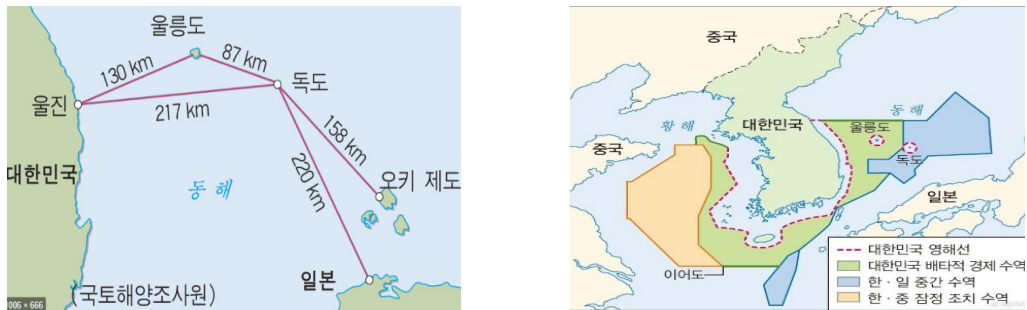 울릉도
130 km
87 km
독도
울진
217 km
158 km
220 km
대한민국
동해
오키 제도
일본
(국토해양조사원)
006 × 666
중국
동해
황해
대한민국
울릉도
독도
중국
일본
이어도
대한민국 영해선
대한민국 배타적 경제 수역
한·일 중간 수역
한·중 잠정 조치 수역